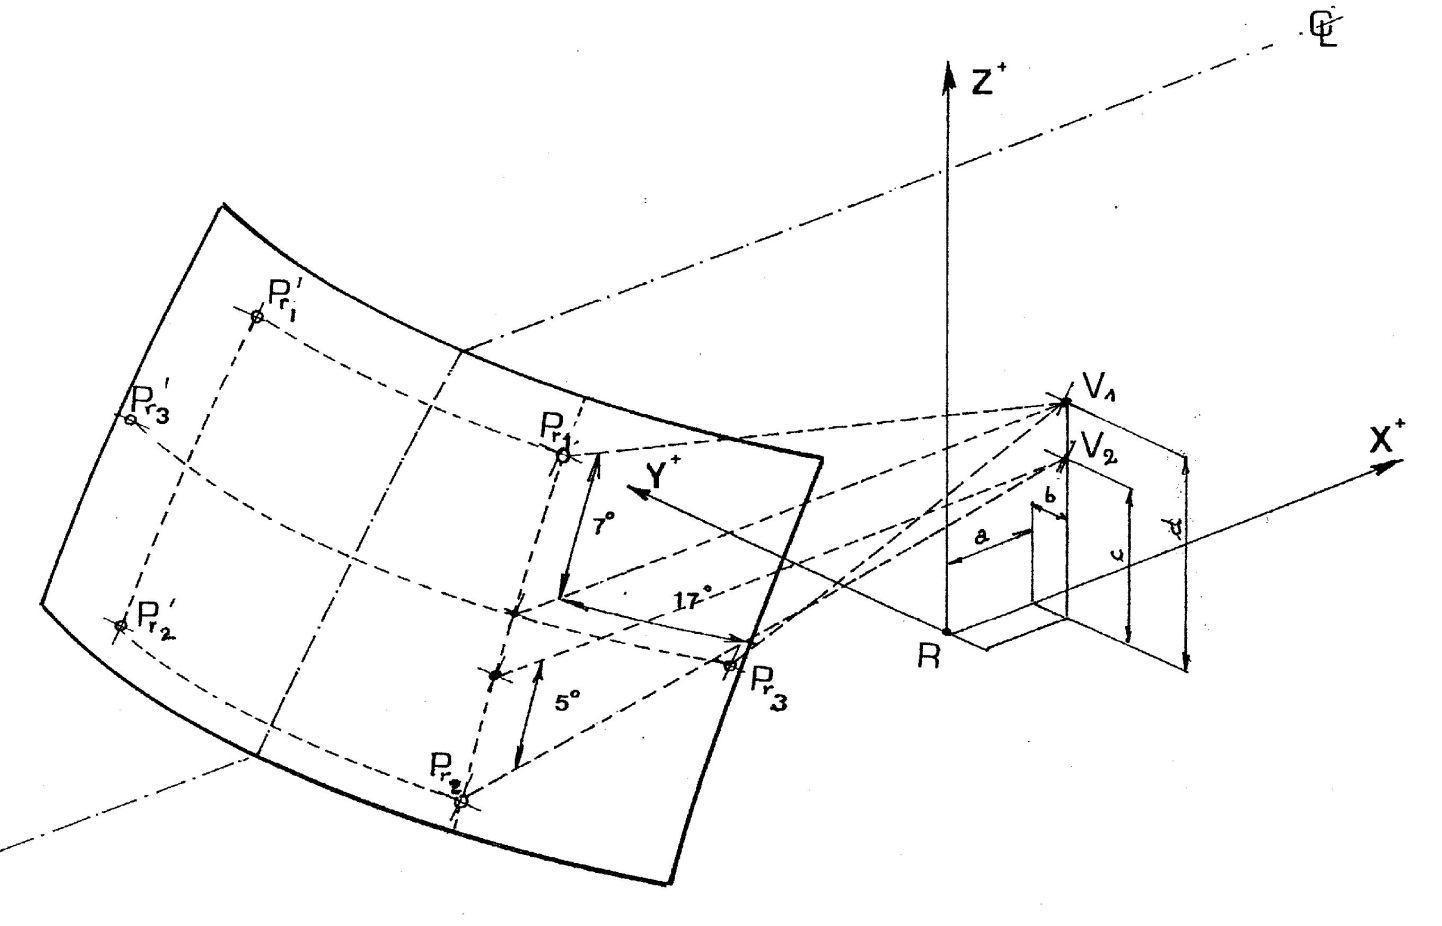 ℄
Z⁺
Pr₁'
V₁
Pr₃'
Pr₁
V₂
X⁺
Y⁺
b
7°
d
a
c
17°
Pr₂'
R
Pr₃
5°
Pr₂